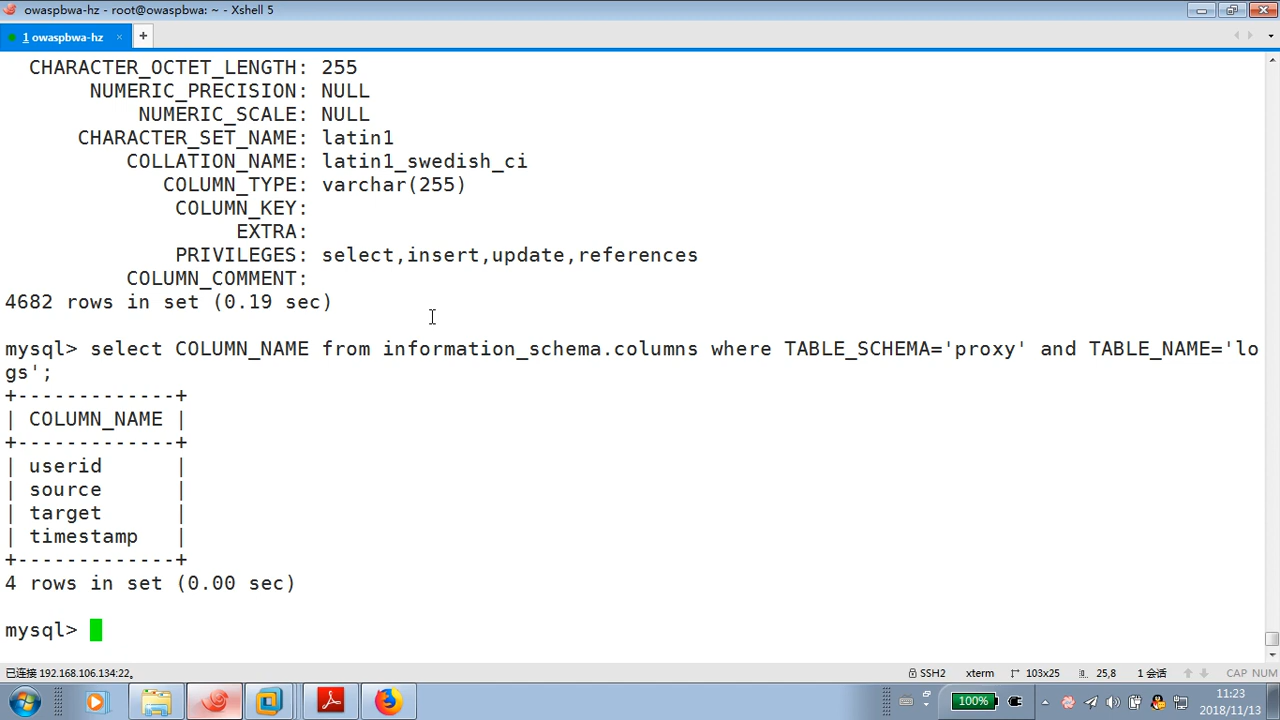 owaspbwa-hz - root@owaspbwa: ~ - Xshell 5
1 owaspbwa-hz × +
CHARACTER_OCTET_LENGTH: 255
NUMERIC_PRECISION: NULL
NUMERIC_SCALE: NULL
CHARACTER_SET_NAME: latin1
COLLATION_NAME: latin1_swedish_ci
COLUMN_TYPE: varchar(255)
COLUMN_KEY:
EXTRA:
PRIVILEGES: select,insert,update,references
COLUMN_COMMENT:
4682 rows in set (0.19 sec)
mysql> select COLUMN_NAME from information_schema.columns where TABLE_SCHEMA='proxy' and TABLE_NAME='lo
gs';
+-------------+
| COLUMN_NAME |
+-------------+
| userid      |
| source      |
| target      |
| timestamp   |
+-------------+
4 rows in set (0.00 sec)
mysql>
已连接 192.168.106.134:22。 SSH2 xterm 103x25 25,8 1 会话 CAP NUM
100% 11:23
2018/11/13